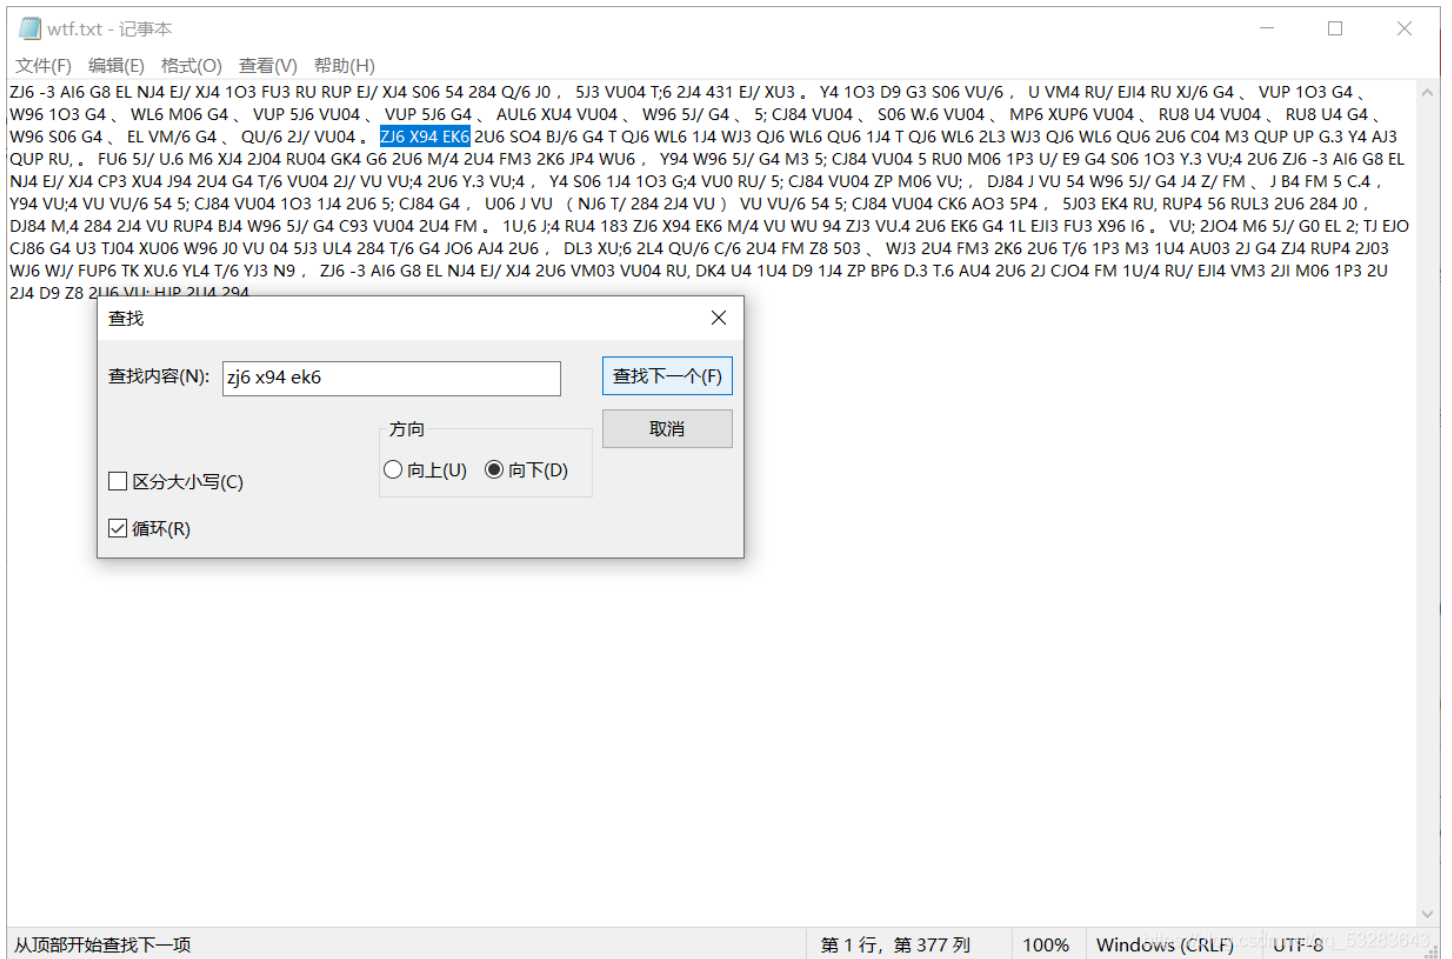 wtf.txt - 记事本
文件(F) 编辑(E) 格式(O) 查看(V) 帮助(H)
ZJ6 -3 AI6 G8 EL NJ4 EJ/ XJ4 1O3 FU3 RU RUP EJ/ XJ4 S06 54 284 Q/6 J0 ， 5J3 VU04 T;6 2J4 431 EJ/ XU3 。 Y4 1O3 D9 G3 S06 VU/6 ， U VM4 RU/ EJI4 RU XJ/6 G4 、 VUP 1O3 G4 、
W96 1O3 G4 、 WL6 M06 G4 、 VUP 5J6 VU04 、 VUP 5J6 G4 、 AUL6 XU4 VU04 、 W96 5J/ G4 、 5; CJ84 VU04 、 S06 W.6 VU04 、 MP6 XUP6 VU04 、 RU8 U4 VU04 、 RU8 U4 G4 、
W96 S06 G4 、 EL VM/6 G4 、 QU/6 2J/ VU04 。 ZJ6 X94 EK6 2U6 SO4 BJ/6 G4 T QJ6 WL6 1J4 WJ3 QJ6 WL6 QU6 1J4 T QJ6 WL6 2L3 WJ3 QJ6 WL6 QU6 2U6 C04 M3 QUP UP G.3 Y4 AJ3
QUP RU, 。 FU6 5J/ U.6 M6 XJ4 2J04 RU04 GK4 G6 2U6 M/4 2U4 FM3 2K6 JP4 WU6 ， Y94 W96 5J/ G4 M3 5; CJ84 VU04 5 RU0 M06 1P3 U/ E9 G4 S06 1O3 Y.3 VU;4 2U6 ZJ6 -3 AI6 G8 EL
NJ4 EJ/ XJ4 CP3 XU4 J94 2U4 G4 T/6 VU04 2J/ VU VU;4 2U6 Y.3 VU;4 ， Y4 S06 1J4 1O3 G;4 VU0 RU/ 5; CJ84 VU04 ZP M06 VU; ， DJ84 J VU 54 W96 5J/ G4 J4 Z/ FM 、 J B4 FM 5 C.4 ，
Y94 VU;4 VU VU/6 54 5; CJ84 VU04 1O3 1J4 2U6 5; CJ84 G4 ， U06 J VU （ NJ6 T/ 284 2J4 VU ） VU VU/6 54 5; CJ84 VU04 CK6 AO3 5P4 ， 5J03 EK4 RU, RUP4 56 RUL3 2U6 284 J0 ，
DJ84 M,4 284 2J4 VU RUP4 BJ4 W96 5J/ G4 C93 VU04 2U4 FM 。 1U,6 J;4 RU4 183 ZJ6 X94 EK6 M/4 VU WU 94 ZJ3 VU.4 2U6 EK6 G4 1L EJI3 FU3 X96 I6 。 VU; 2JO4 M6 5J/ G0 EL 2; TJ EJO
CJ86 G4 U3 TJ04 XU06 W96 J0 VU 04 5J3 UL4 284 T/6 G4 JO6 AJ4 2U6 ， DL3 XU;6 2L4 QU/6 C/6 2U4 FM Z8 503 、 WJ3 2U4 FM3 2K6 2U6 T/6 1P3 M3 1U4 AU03 2J G4 ZJ4 RUP4 2J03
WJ6 WJ/ FUP6 TK XU.6 YL4 T/6 YJ3 N9 ， ZJ6 -3 AI6 G8 EL NJ4 EJ/ XJ4 2U6 VM03 VU04 RU, DK4 U4 1U4 D9 1J4 ZP BP6 D.3 T.6 AU4 2U6 2J CJO4 FM 1U/4 RU/ EJI4 VM3 2JI M06 1P3 2U
2J4 D9 Z8 2U6 VU; HJP 2U4 294
查找
查找内容(N): zj6 x94 ek6 查找下一个(F)
方向 取消
向上(U) 向下(D)
区分大小写(C)
循环(R)
从顶部开始查找下一项 第 1 行，第 377 列 100% Windows (CRLF) UTF-8